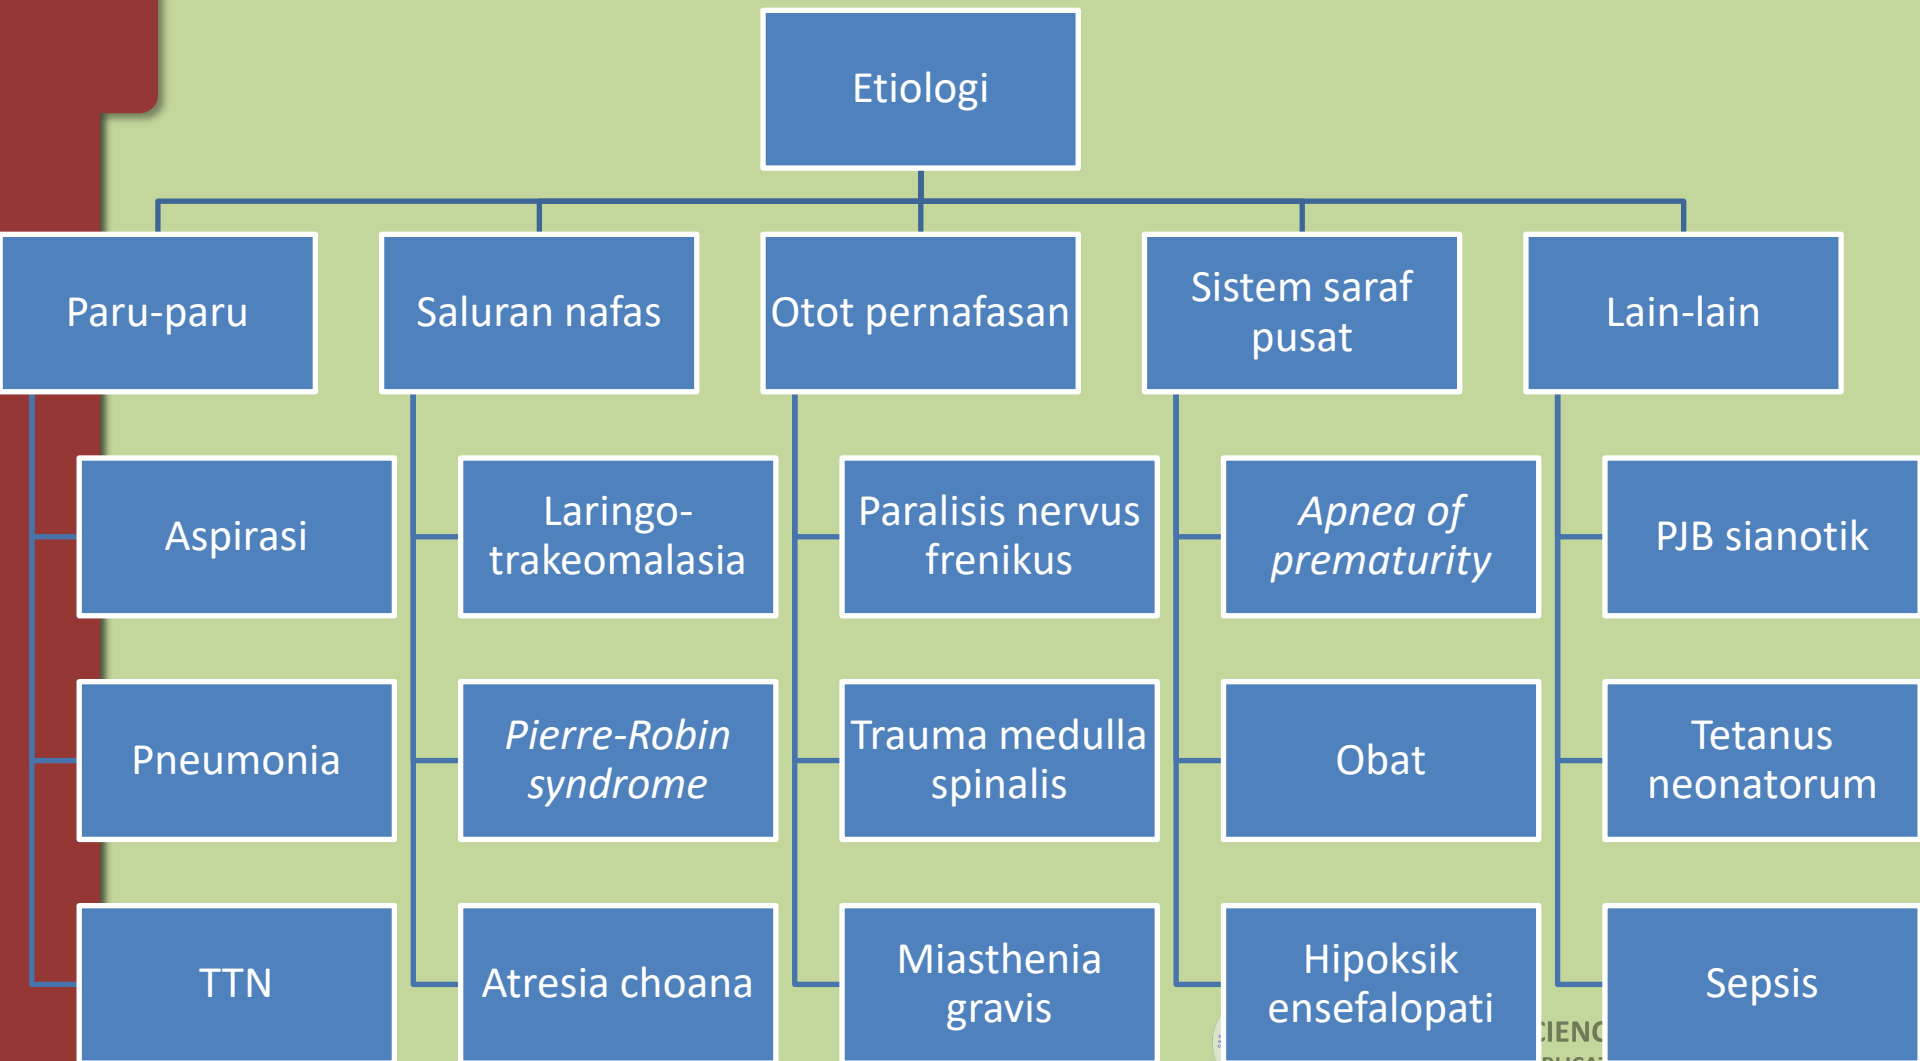 Etiologi
Paru-paru
Saluran nafas
Otot pernafasan
Sistem saraf
pusat
Lain-lain
Aspirasi
Laringo-
trakeomalasia
Paralisis nervus
frenikus
Apnea of
prematurity
PJB sianotik
Pneumonia
Pierre-Robin
syndrome
Trauma medulla
spinalis
Obat
Tetanus
neonatorum
TTN
Atresia choana
Miasthenia
gravis
Hipoksik
ensefalopati
Sepsis